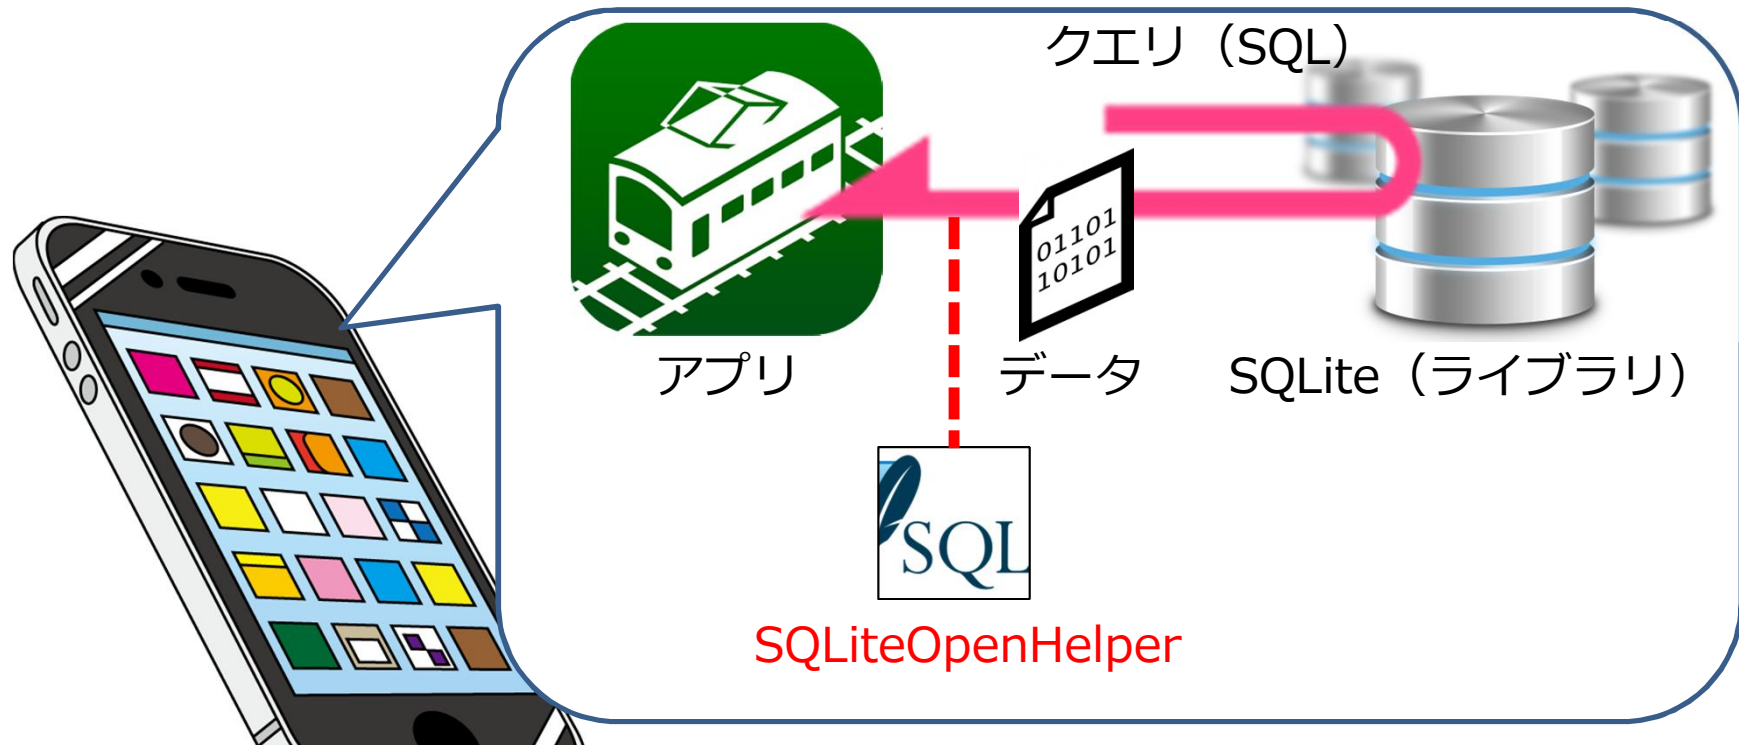 クエリ（SQL）
01101
10101
アプリ
データ
SQLite（ライブラリ）
SQL
SQLiteOpenHelper